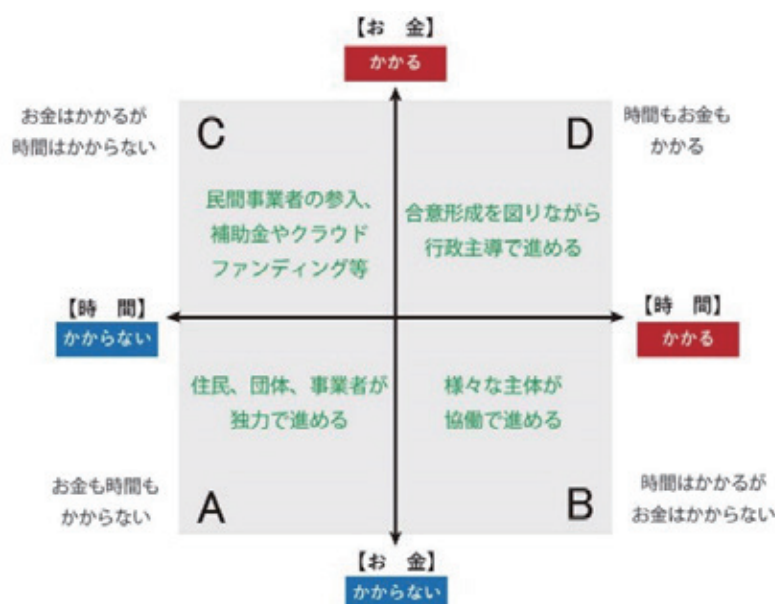 【お　金】
かかる
お金はかかるが
時間はかからない
C
D
時間もお金も
かかる
民間事業者の参入、
補助金やクラウド
ファンディング等
合意形成を図りながら
行政主導で進める
【時　間】
かからない
【時　間】
かかる
住民、団体、事業者が
独力で進める
様々な主体が
協働で進める
お金も時間も
かからない
A
B
時間はかかるが
お金はかからない
【お　金】
かからない